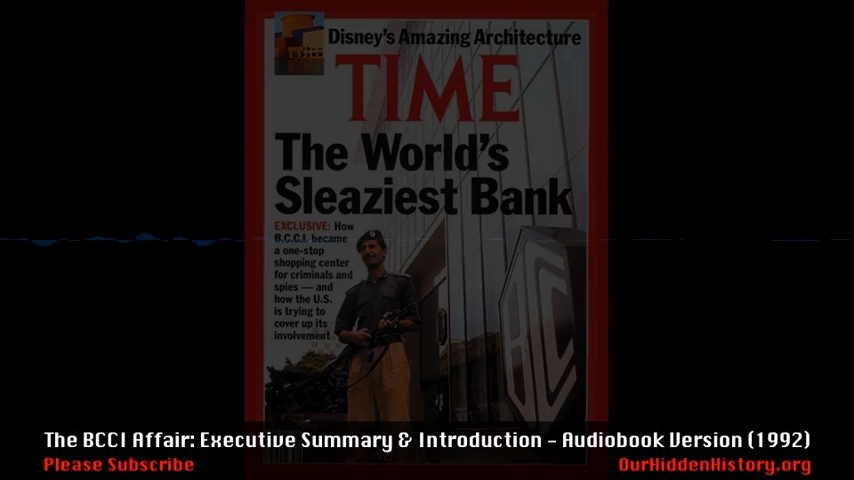 Disney's Amazing Architecture
TIME
The World's
Sleaziest Bank
EXCLUSIVE: How
B.C.C.I. became
a one-stop
shopping center
for criminals and
spies — and
how the U.S.
is trying to
cover up its
involvement
The BCCI Affair: Executive Summary & Introduction - Audiobook Version (1992)
Please Subscribe
OurHiddenHistory.org